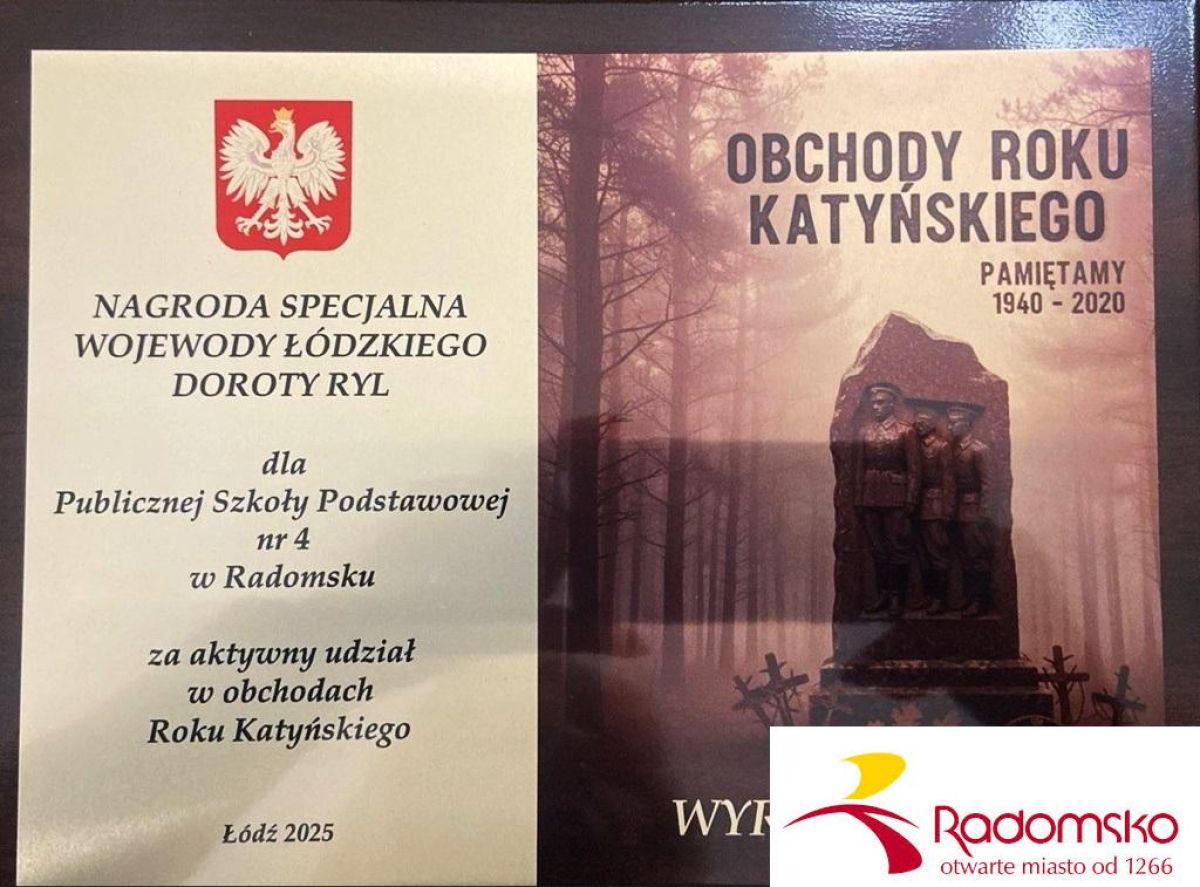 NAGRODA SPECJALNA
WOJEWODY ŁÓDZKIEGO
DOROTY RYL
dla
Publicznej Szkoły Podstawowej
nr 4
w Radomsku
za aktywny udział
w obchodach
Roku Katyńskiego
Łódź 2025
OBCHODY ROKU
KATYŃSKIEGO
PAMIĘTAMY
1940 - 2020
Radomsko
otwarte miasto od 1266